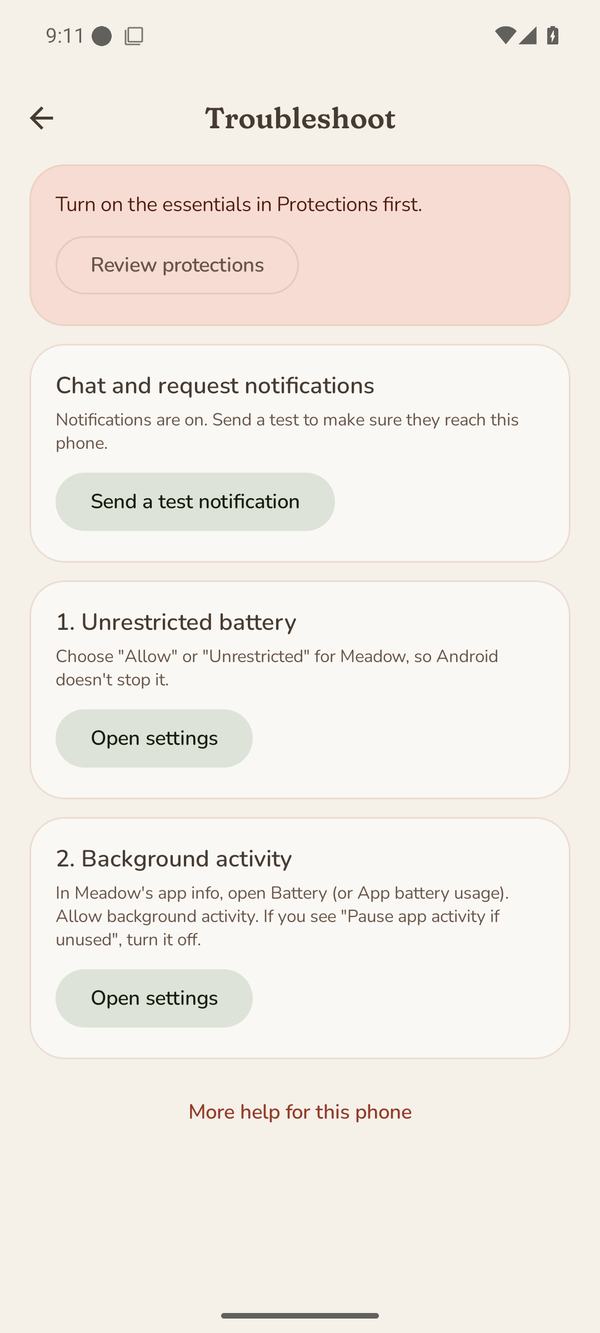 9:11
Troubleshoot
Turn on the essentials in Protections first.
Review protections
Chat and request notifications
Notifications are on. Send a test to make sure they reach this
phone.
Send a test notification
1. Unrestricted battery
Choose "Allow" or "Unrestricted" for Meadow, so Android
doesn't stop it.
Open settings
2. Background activity
In Meadow's app info, open Battery (or App battery usage).
Allow background activity. If you see "Pause app activity if
unused", turn it off.
Open settings
More help for this phone